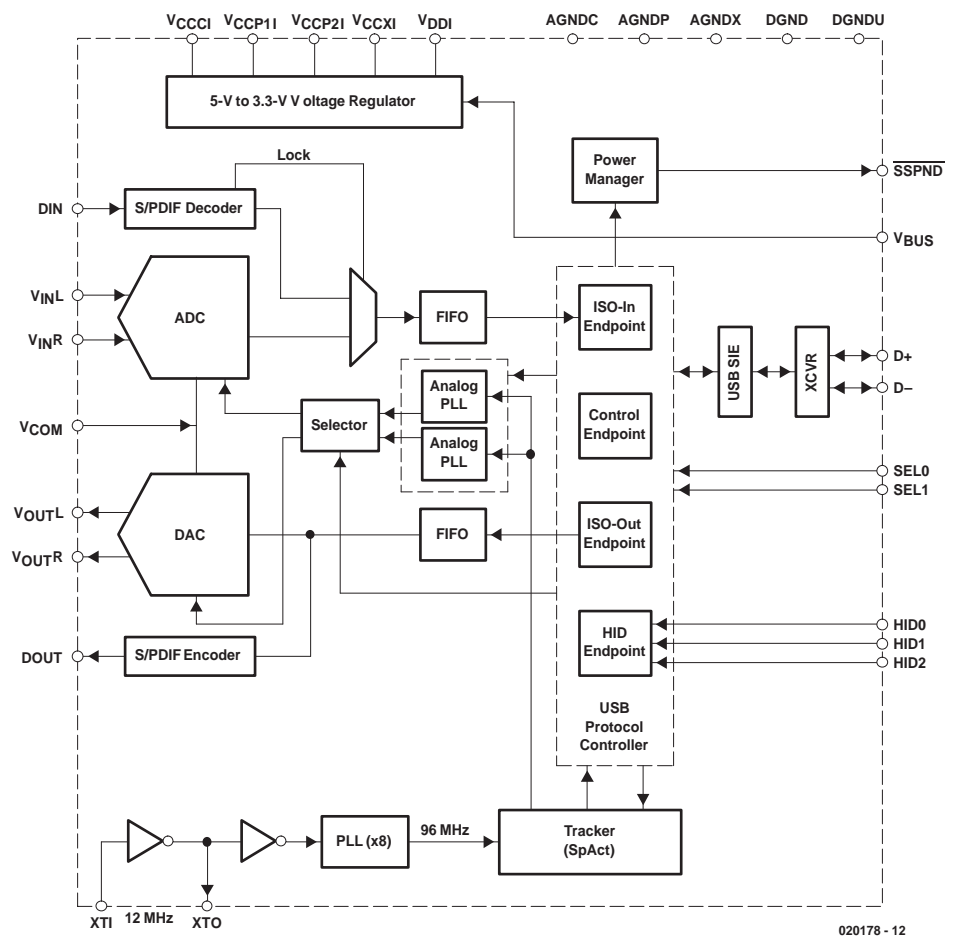 VCCCI VCCP1I VCCP2I VCCXI VDDI AGNDC AGNDP AGNDX DGND DGNDU
5-V to 3.3-V V oltage Regulator
Lock
Power
Manager
SSPND
DIN
S/PDIF Decoder
VBUS
VINL
ADC
FIFO
ISO-In
Endpoint
VINR
USB SIE
XCVR
D+
D–
Analog
PLL
Selector
Control
Endpoint
VCOM
Analog
PLL
SEL0
SEL1
VOUTL
DAC
FIFO
ISO-Out
Endpoint
VOUTR
HID
Endpoint
HID0
HID1
HID2
DOUT
S/PDIF Encoder
USB
Protocol
Controller
PLL (x8)
96 MHz
Tracker
(SpAct)
XTI
12 MHz
XTO
020178 - 12